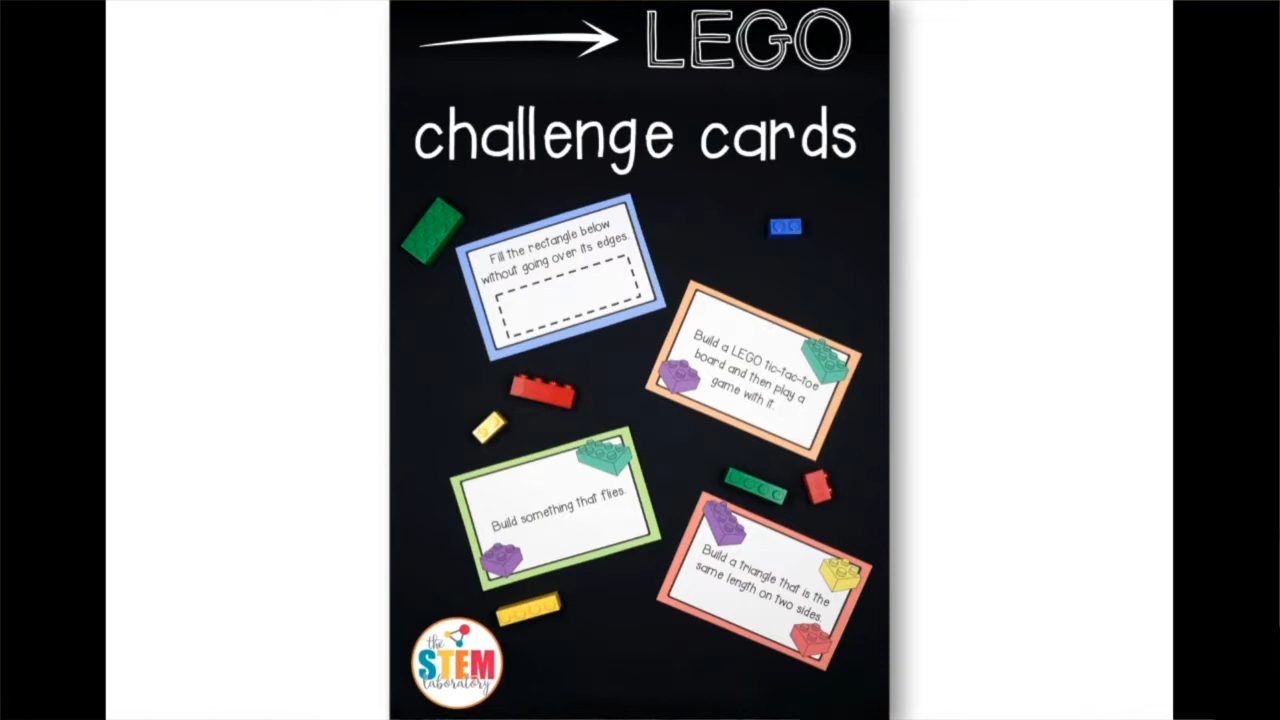 LEGO
challenge cards
Fill the rectangle below
without going over its edges.
Build a LEGO tic-tac-toe
board and then play a
game with it.
Build something that flies.
Build a triangle that is the
same length on two sides.
the
STEM
laboratory